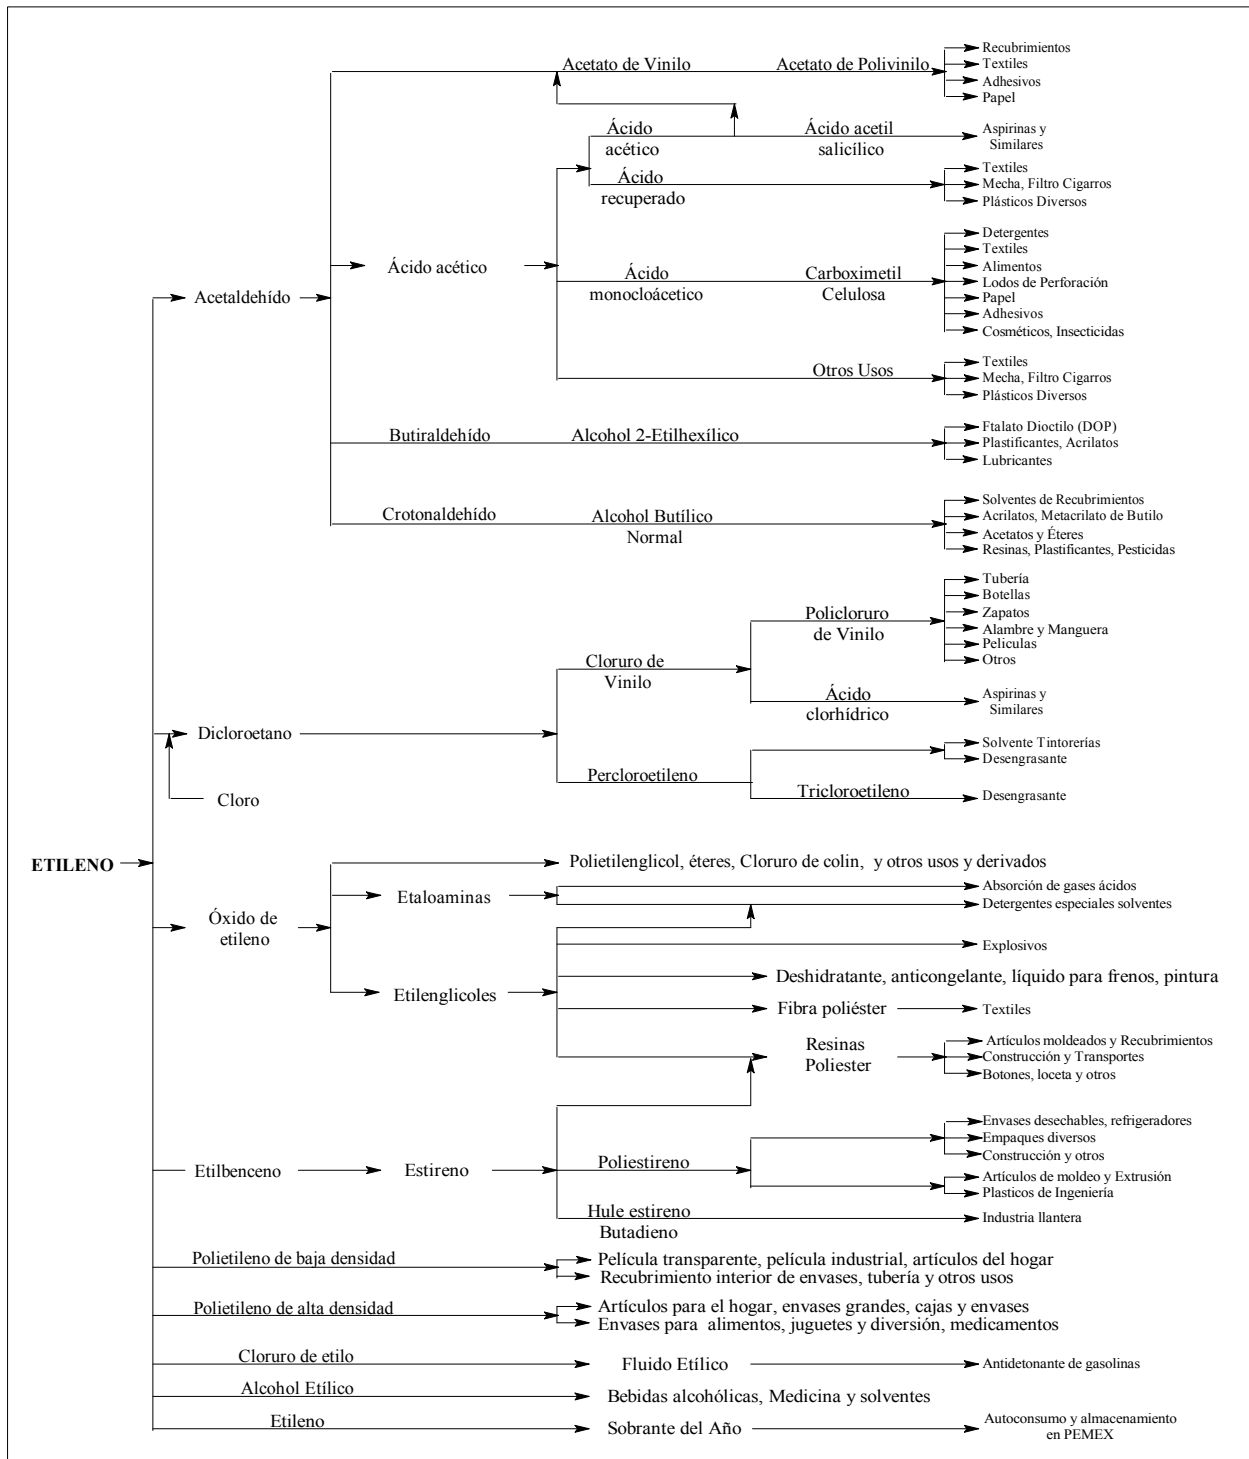 Acetato de Vinilo
Acetato de Polivinilo
Recubrimientos
Textiles
Adhesivos
Papel
Ácido
acético
Ácido acetil
salicílico
Aspirinas y
Similares
Ácido
recuperado
Textiles
Mecha, Filtro Cigarros
Plásticos Diversos
Ácido acético
Detergentes
Textiles
Alimentos
Lodos de Perforación
Papel
Adhesivos
Cosméticos, Insecticidas
Ácido
monocloácetico
Carboximetil
Celulosa
Acetaldehído
Otros Usos
Textiles
Mecha, Filtro Cigarros
Plásticos Diversos
Butiraldehído
Alcohol 2-Etilhexílico
Ftalato Dioctilo (DOP)
Plastificantes, Acrilatos
Lubricantes
Crotonaldehído
Alcohol Butílico
Normal
Solventes de Recubrimientos
Acrilatos, Metacrilato de Butilo
Acetatos y Éteres
Resinas, Plastificantes, Pesticidas
Policloruro
de Vinilo
Tubería
Botellas
Zapatos
Alambre y Manguera
Peliculas
Otros
Cloruro de
Vinilo
Ácido
clorhídrico
Aspirinas y
Similares
Dicloroetano
Solvente Tintorerías
Desengrasante
Percloroetileno
Tricloroetileno
Desengrasante
Cloro
ETILENO
Polietilenglicol, éteres, Cloruro de colin, y otros usos y derivados
Etaloaminas
Absorción de gases ácidos
Detergentes especiales solventes
Óxido de
etileno
Explosivos
Deshidratante, anticongelante, líquido para frenos, pintura
Etilenglicoles
Fibra poliéster
Textiles
Resinas
Poliester
Artículos moldeados y Recubrimientos
Construcción y Transportes
Botones, loceta y otros
Envases desechables, refrigeradores
Empaques diversos
Construcción y otros
Etilbenceno
Estireno
Poliestireno
Artículos de moldeo y Extrusión
Plasticos de Ingeniería
Hule estireno
Butadieno
Industria llantera
Polietileno de baja densidad
Película transparente, película industrial, artículos del hogar
Recubrimiento interior de envases, tubería y otros usos
Polietileno de alta densidad
Artículos para el hogar, envases grandes, cajas y envases
Envases para alimentos, juguetes y diversión, medicamentos
Cloruro de etilo
Fluido Etílico
Antidetonante de gasolinas
Alcohol Etílico
Bebidas alcohólicas, Medicina y solventes
Etileno
Sobrante del Año
Autoconsumo y almacenamiento
en PEMEX